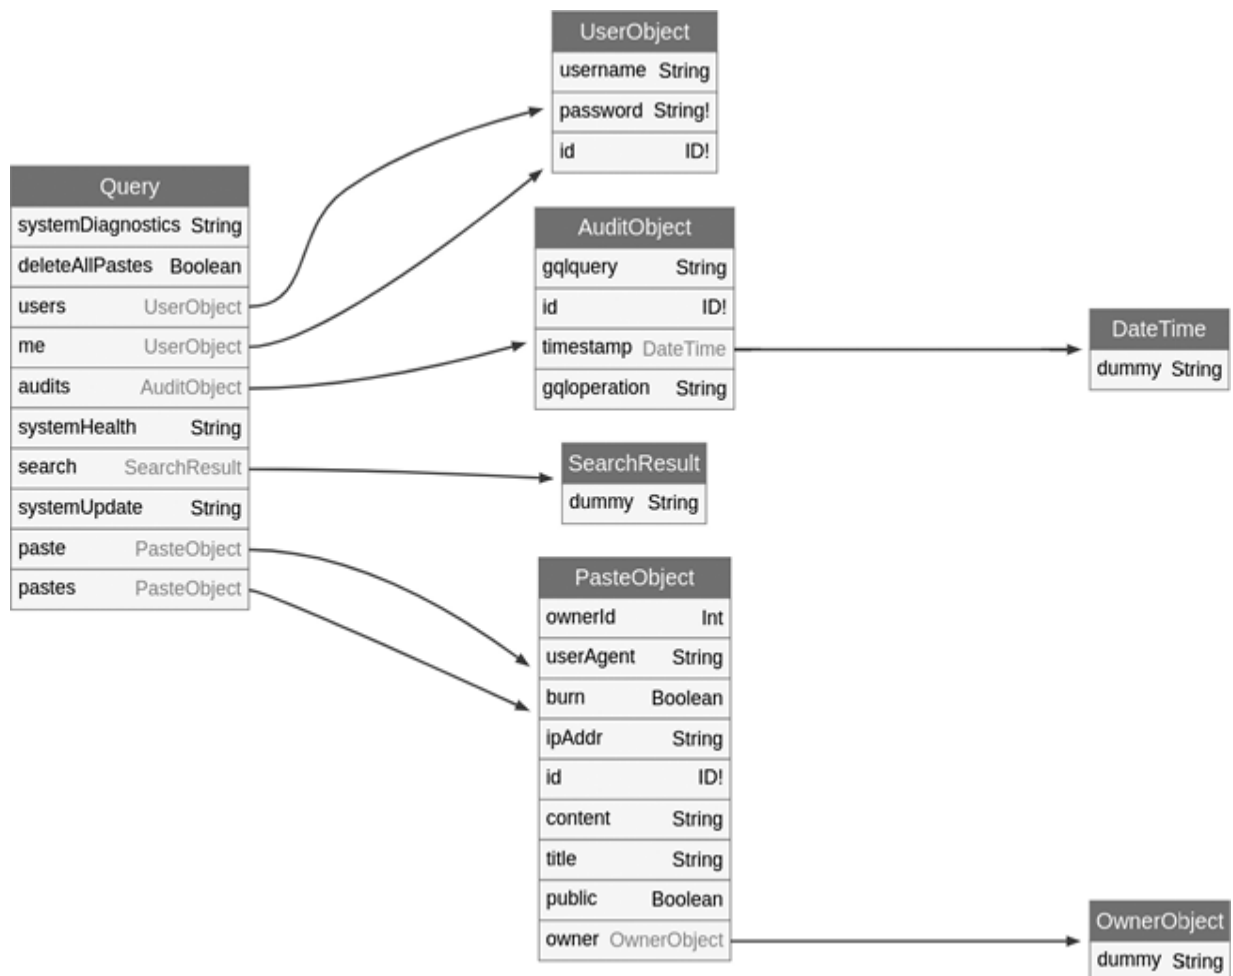 Query
systemDiagnostics String
deleteAllPastes Boolean
users UserObject
me UserObject
audits AuditObject
systemHealth String
search SearchResult
systemUpdate String
paste PasteObject
pastes PasteObject
UserObject
username String
password String!
id ID!
AuditObject
gqlquery String
id ID!
timestamp DateTime
gqloperation String
SearchResult
dummy String
PasteObject
ownerId Int
userAgent String
burn Boolean
ipAddr String
id ID!
content String
title String
public Boolean
owner OwnerObject
DateTime
dummy String
OwnerObject
dummy String